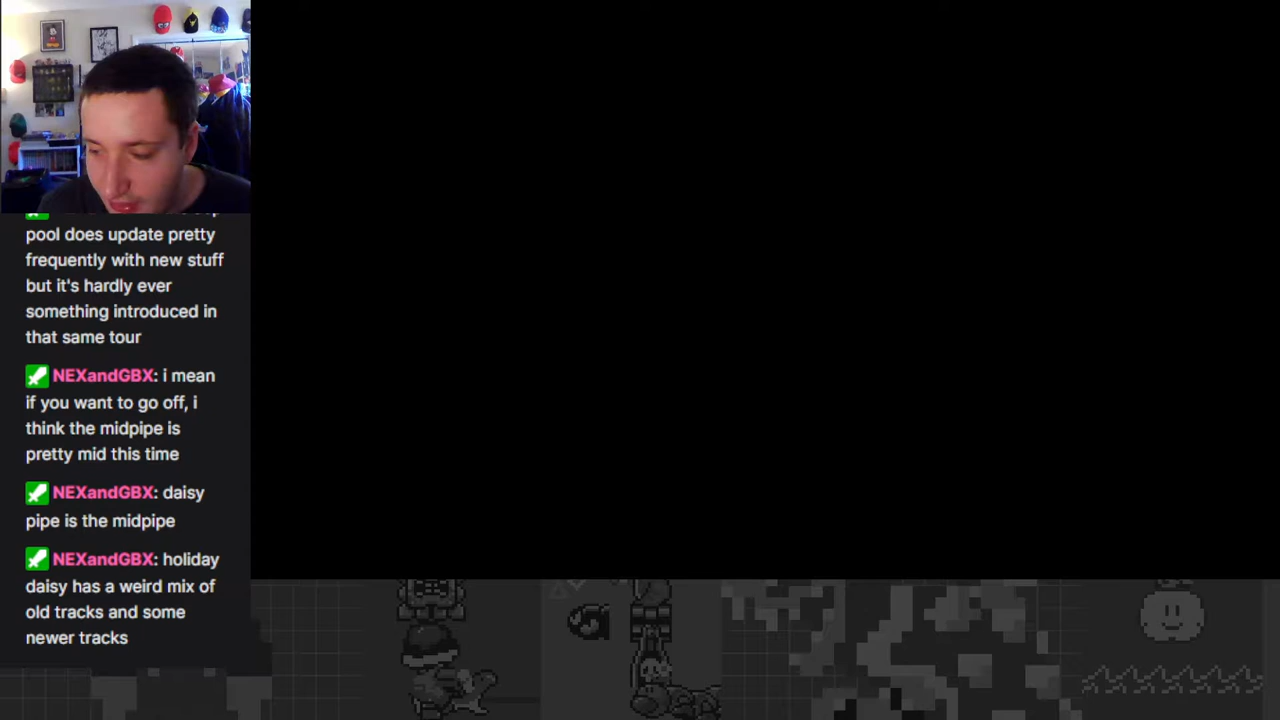 pool does update pretty
frequently with new stuff
but it's hardly ever
something introduced in
that same tour
NEXandGBX: i mean
if you want to go off, i
think the midpipe is
pretty mid this time
NEXandGBX: daisy
pipe is the midpipe
NEXandGBX: holiday
daisy has a weird mix of
old tracks and some
newer tracks